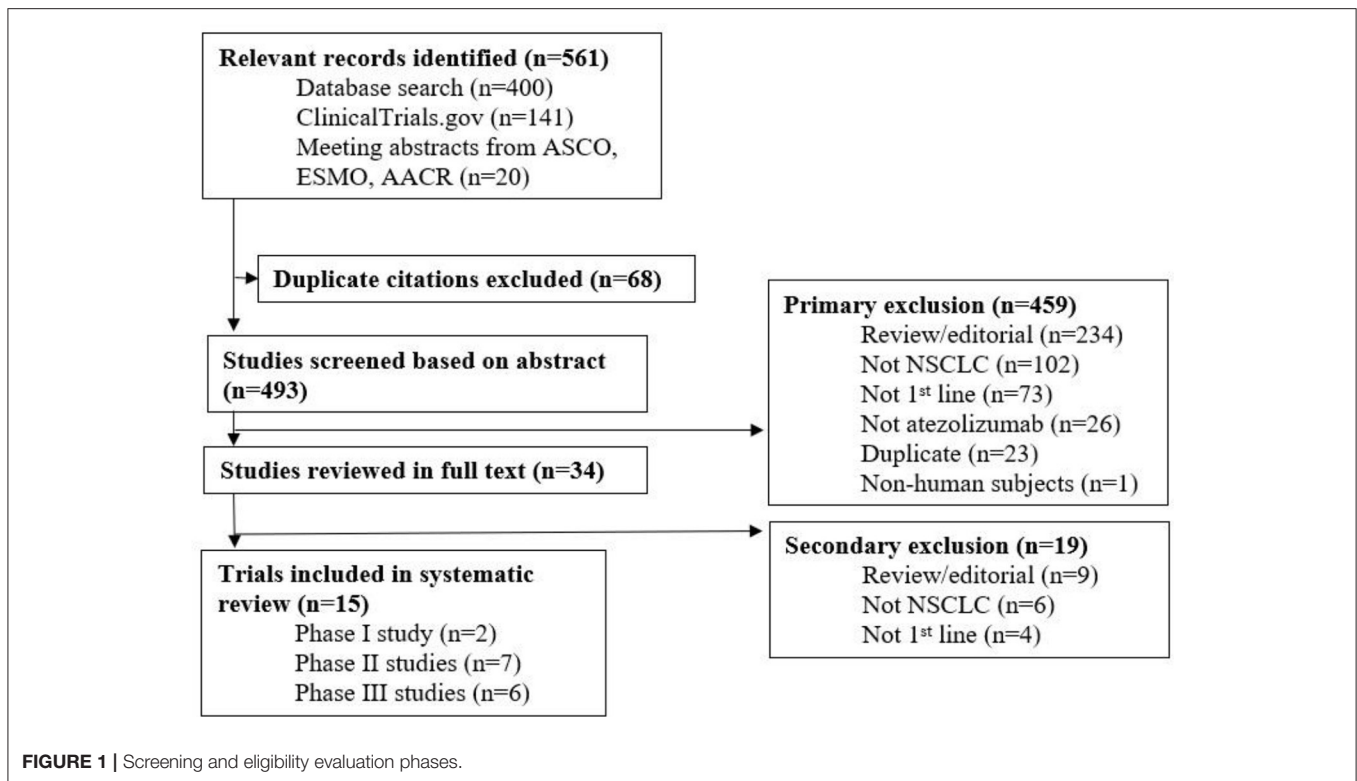 Relevant records identified (n=561)
Database search (n=400)
ClinicalTrials.gov (n=141)
Meeting abstracts from ASCO,
ESMO, AACR (n=20)
Duplicate citations excluded (n=68)
Studies screened based on abstract
(n=493)
Primary exclusion (n=459)
Review/editorial (n=234)
Not NSCLC (n=102)
Not 1st line (n=73)
Not atezolizumab (n=26)
Duplicate (n=23)
Non-human subjects (n=1)
Studies reviewed in full text (n=34)
Secondary exclusion (n=19)
Review/editorial (n=9)
Not NSCLC (n=6)
Not 1st line (n=4)
Trials included in systematic
review (n=15)
Phase I study (n=2)
Phase II studies (n=7)
Phase III studies (n=6)
FIGURE 1 | Screening and eligibility evaluation phases.